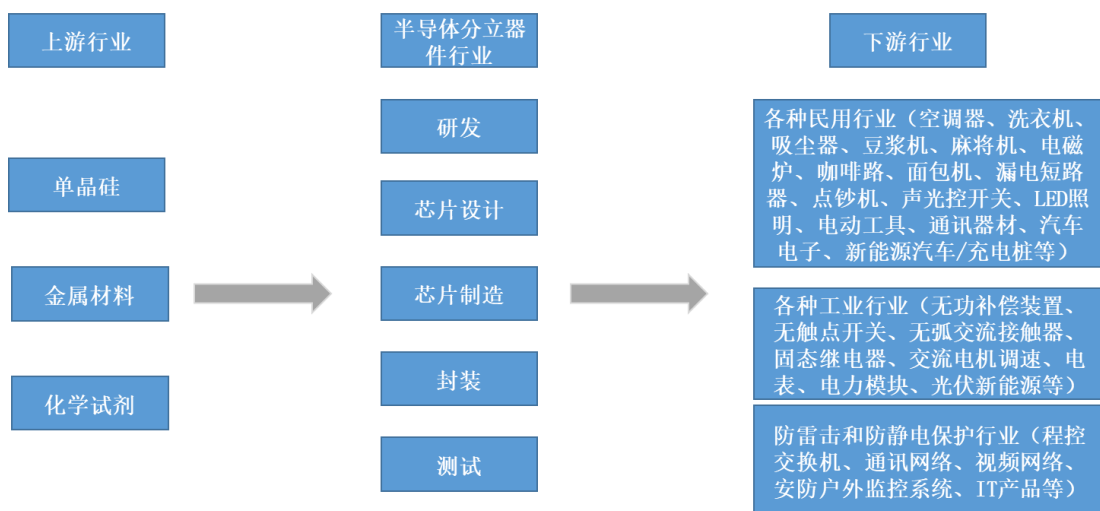 上游行业
单晶硅
金属材料
化学试剂
半导体分立器
件行业
研发
芯片设计
芯片制造
封装
测试
下游行业
各种民用行业（空调器、洗衣机、
吸尘器、豆浆机、麻将机、电磁
炉、咖啡路、面包机、漏电短路
器、点钞机、声光控开关、LED照
明、电动工具、通讯器材、汽车
电子、新能源汽车/充电桩等）
各种工业行业（无功补偿装置、
无触点开关、无弧交流接触器、
固态继电器、交流电机调速、电
表、电力模块、光伏新能源等）
防雷击和防静电保护行业（程控
交换机、通讯网络、视频网络、
安防户外监控系统、IT产品等）